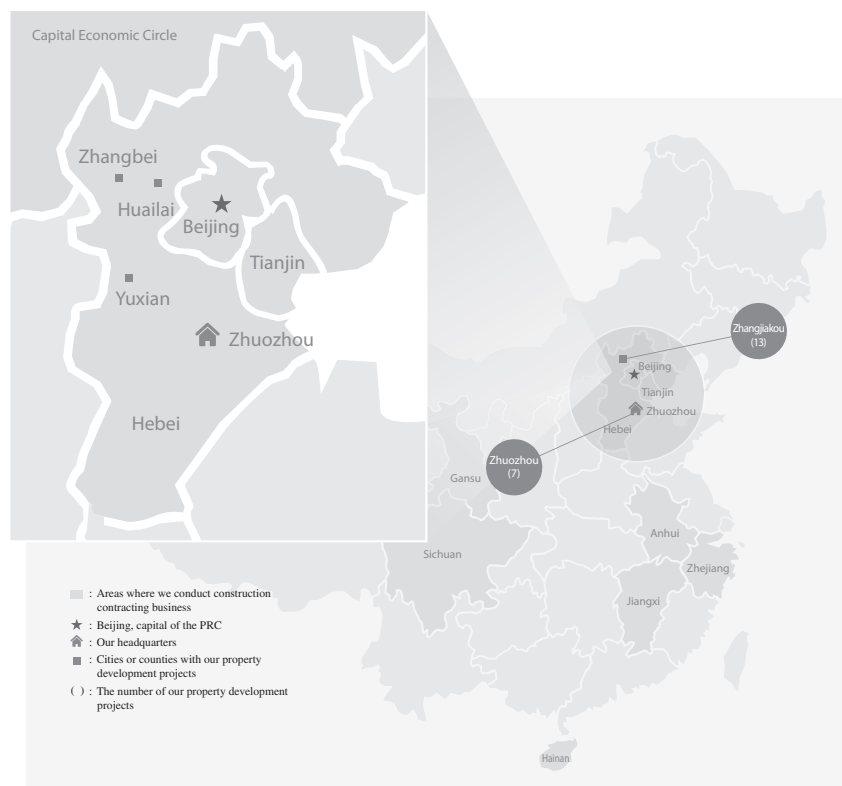 Capital Economic Circle
Zhangbei
Huailai
Beijing
Tianjin
Yuxian
Zhuozhou
Hebei
Zhangjiakou
(13)
Beijing
Tianjin
Zhuozhou
Hebei
Zhuozhou
(7)
Gansu
Anhui
Sichuan
Zhejiang
Jiangxi
Hainan
: Areas where we conduct construction
contracting business
: Beijing, capital of the PRC
: Our headquarters
: Cities or counties with our property
development projects
( ) : The number of our property development
projects